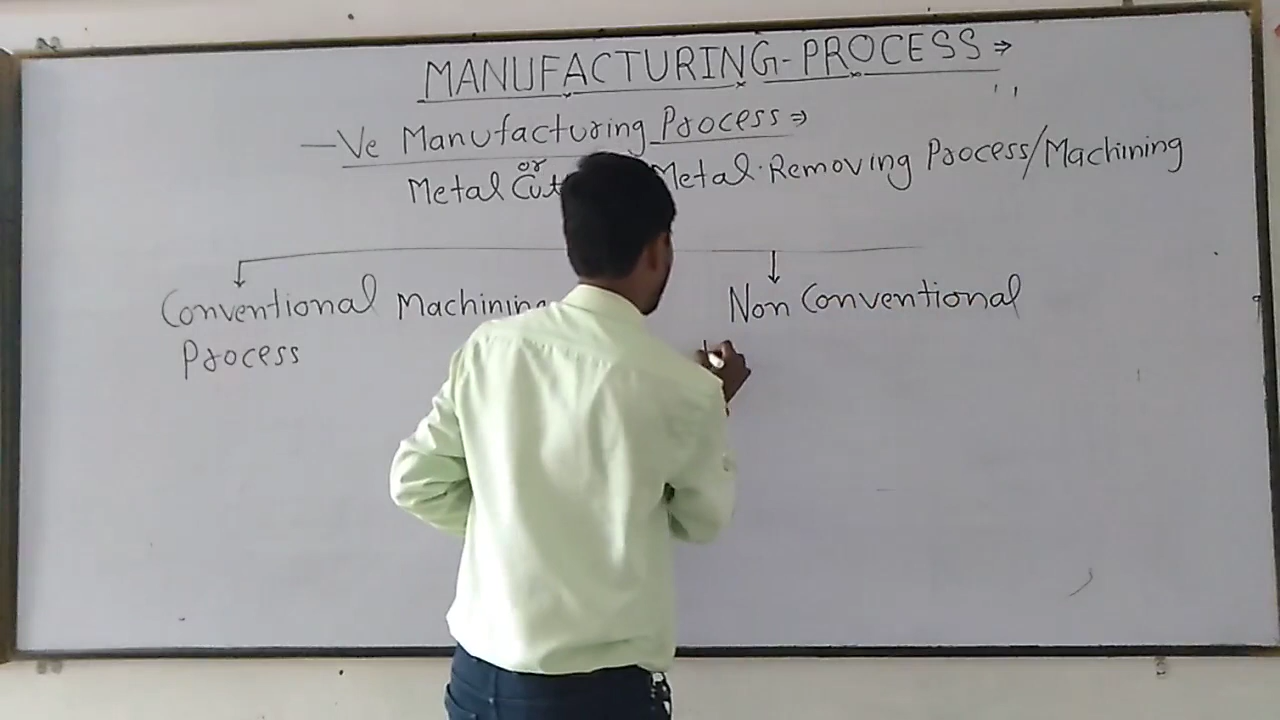 MANUFACTURING-PROCESS ⇒
—Ve Manufacturing Process ⇒
or
Metal Metal Removing Process/Machining
Conventional Machining Non Conventional
Process